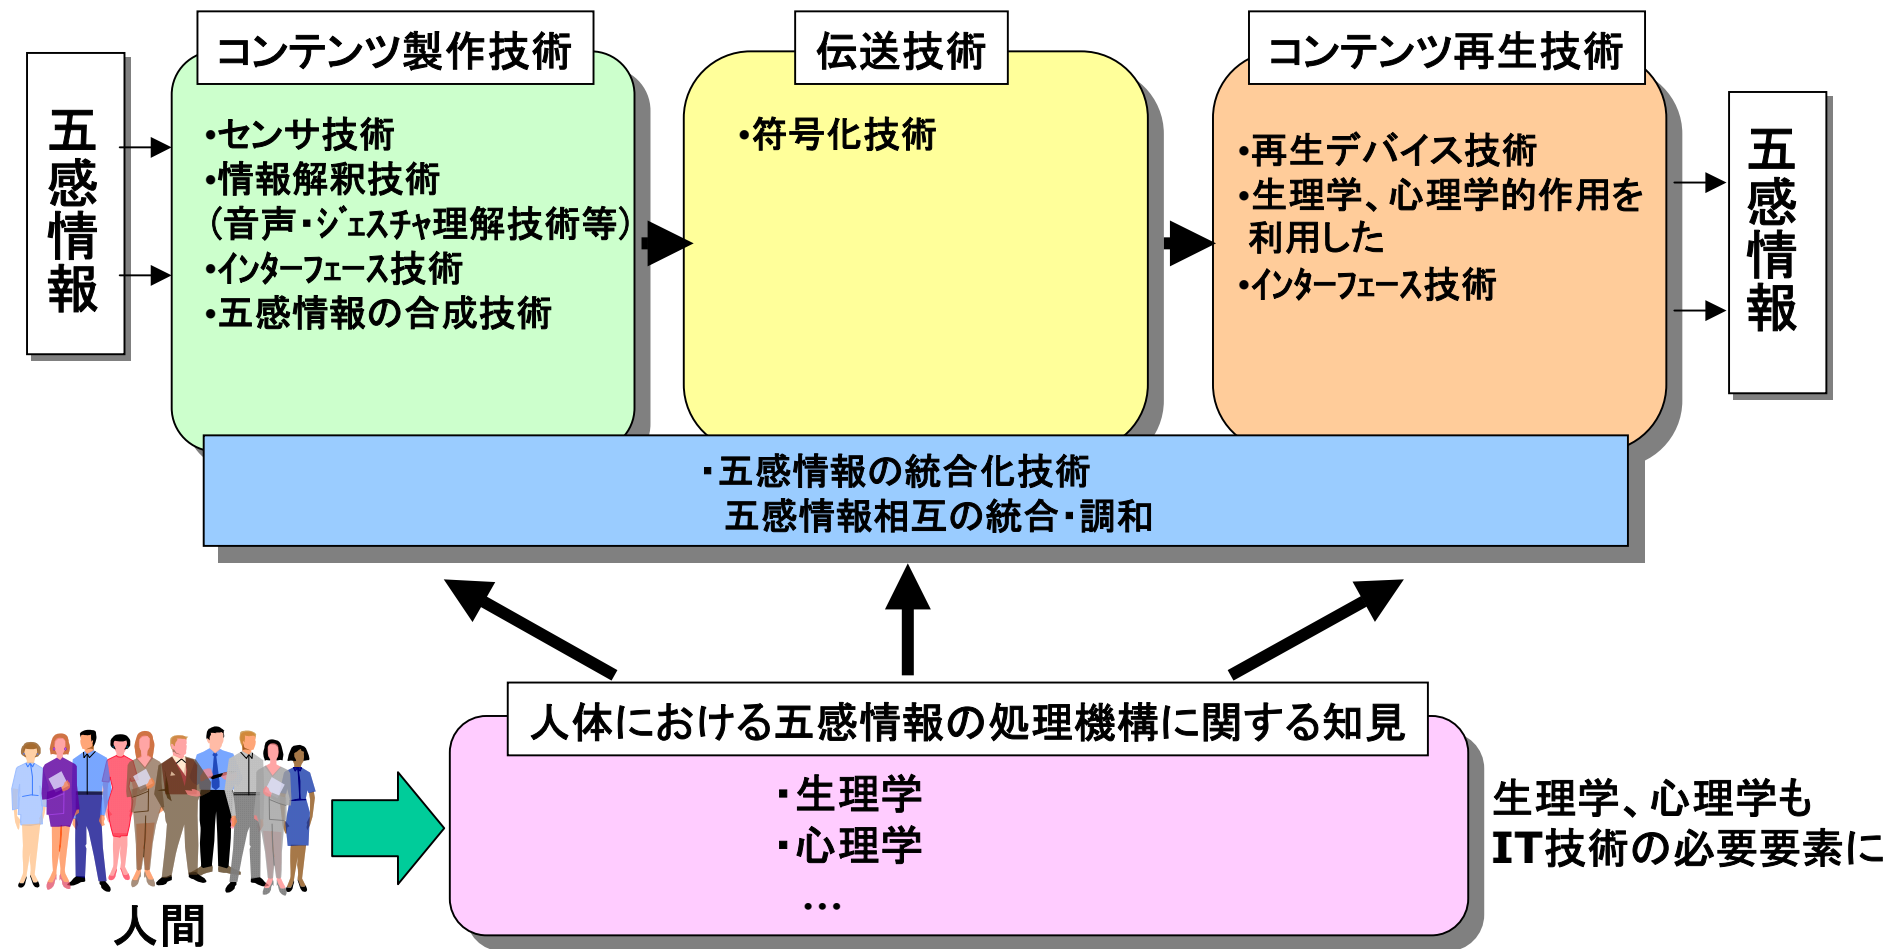 五感情報
コンテンツ製作技術
・センサ技術
・情報解釈技術
（音声・ｼﾞｪｽﾁｬ理解技術等）
・ｲﾝﾀｰﾌｪｰｽ技術
・五感情報の合成技術
伝送技術
・符号化技術
コンテンツ再生技術
・再生デバイス技術
・生理学、心理学的作用を
利用した
・ｲﾝﾀｰﾌｪｰｽ技術
五感情報
・五感情報の統合化技術
五感情報相互の統合・調和
人体における五感情報の処理機構に関する知見
・生理学
・心理学
…
人間
生理学、心理学も
IT技術の必要要素に